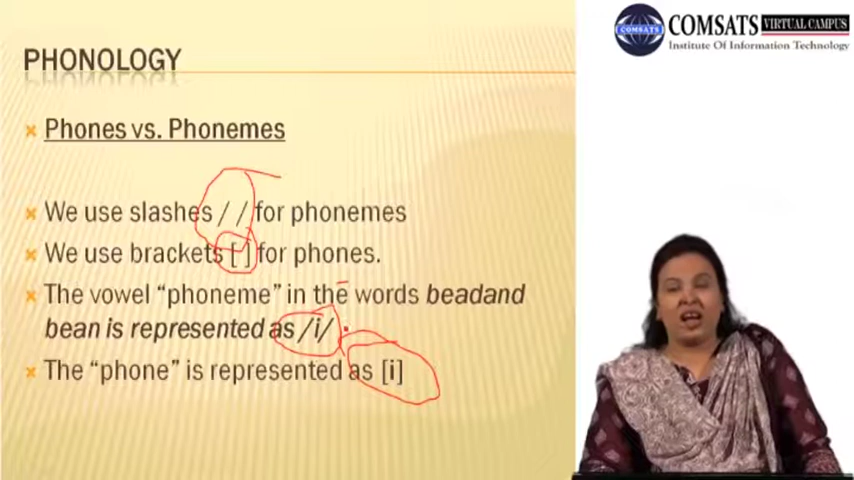 COMSATS
COMSATS VIRTUAL CAMPUS
Institute Of Information Technology
PHONOLOGY
Phones vs. Phonemes
We use slashes / / for phonemes
We use brackets [ ] for phones.
The vowel “phoneme” in the words beadand
bean is represented as /i/.
The “phone” is represented as [i]